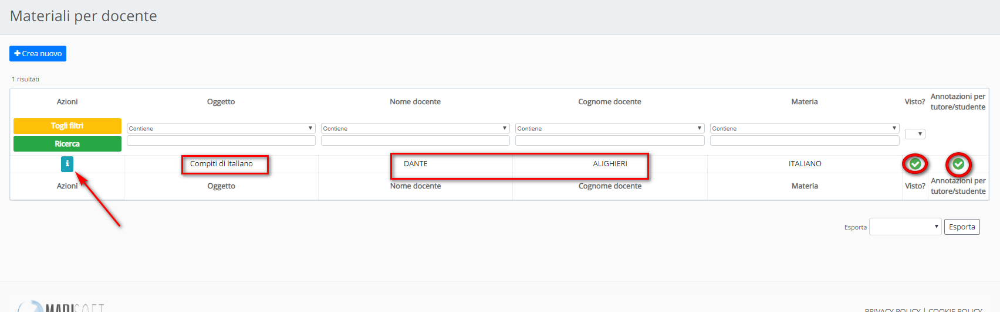 Materiali per docente
Crea nuovo
1 risultati
Azioni Oggetto Nome docente Cognome docente Materia Visto? Annotazioni per tutore/studente
Togli filtri Contiene Contiene Contiene Contiene
Ricerca
i Compiti di italiano DANTE ALIGHIERI ITALIANO
Azioni Oggetto Nome docente Cognome docente Materia Visto? Annotazioni per tutore/studente
Esporta Esporta
MADISOFT PRIVACY POLICY | COOKIE POLICY